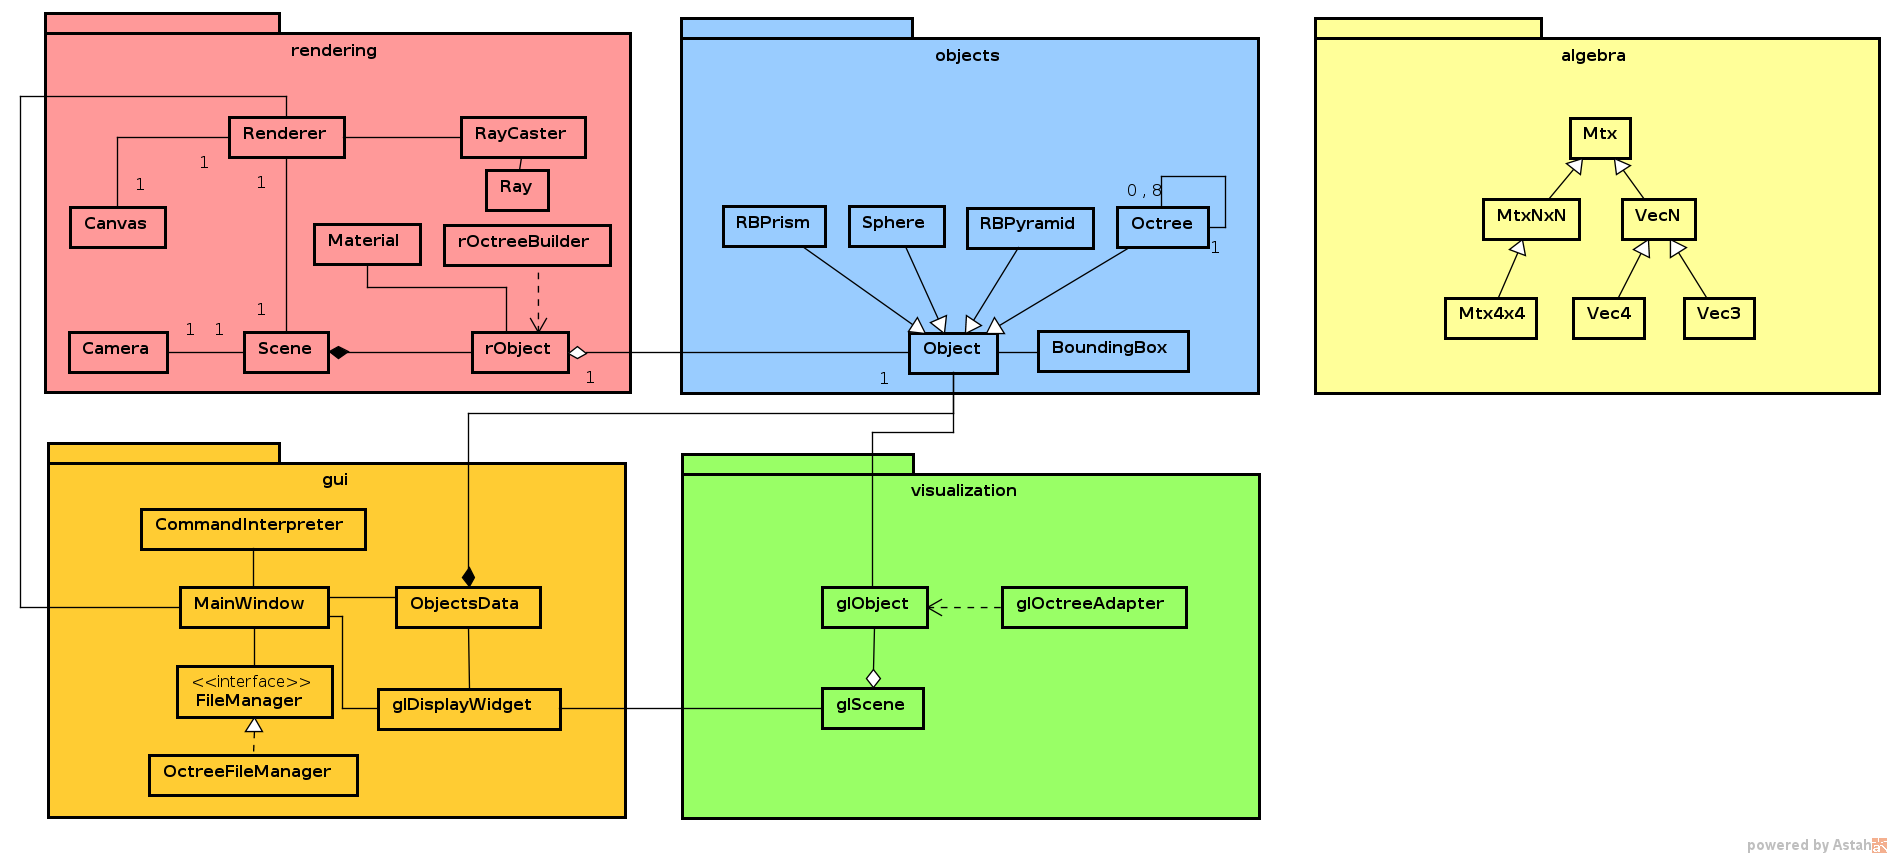 rendering
Renderer
RayCaster
1
1
1
Ray
Canvas
Material
rOctreeBuilder
1
1
1
Camera
Scene
rObject
1
objects
0 , 8
RBPrism
Sphere
RBPyramid
Octree
1
Object
BoundingBox
1
algebra
Mtx
MtxNxN
VecN
Mtx4x4
Vec4
Vec3
gui
CommandInterpreter
MainWindow
ObjectsData
<<interface>>
FileManager
glDisplayWidget
OctreeFileManager
visualization
glObject
glOctreeAdapter
glScene
powered by Astah